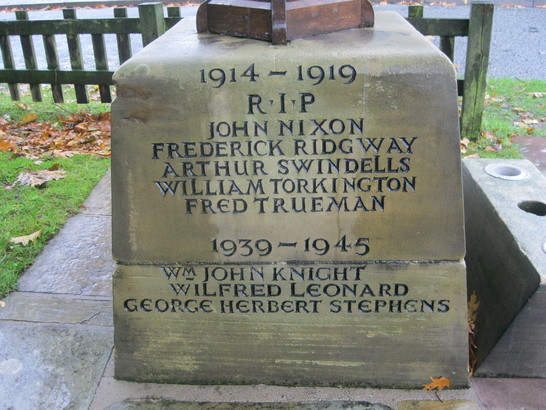 1914 – 1919
R·I·P
JOHN NIXON
FREDERICK RIDGWAY
ARTHUR SWINDELLS
WILLIAM TORKINGTON
FRED TRUEMAN
1939 – 1945
WM JOHN KNIGHT
WILFRED LEONARD
GEORGE HERBERT STEPHENS